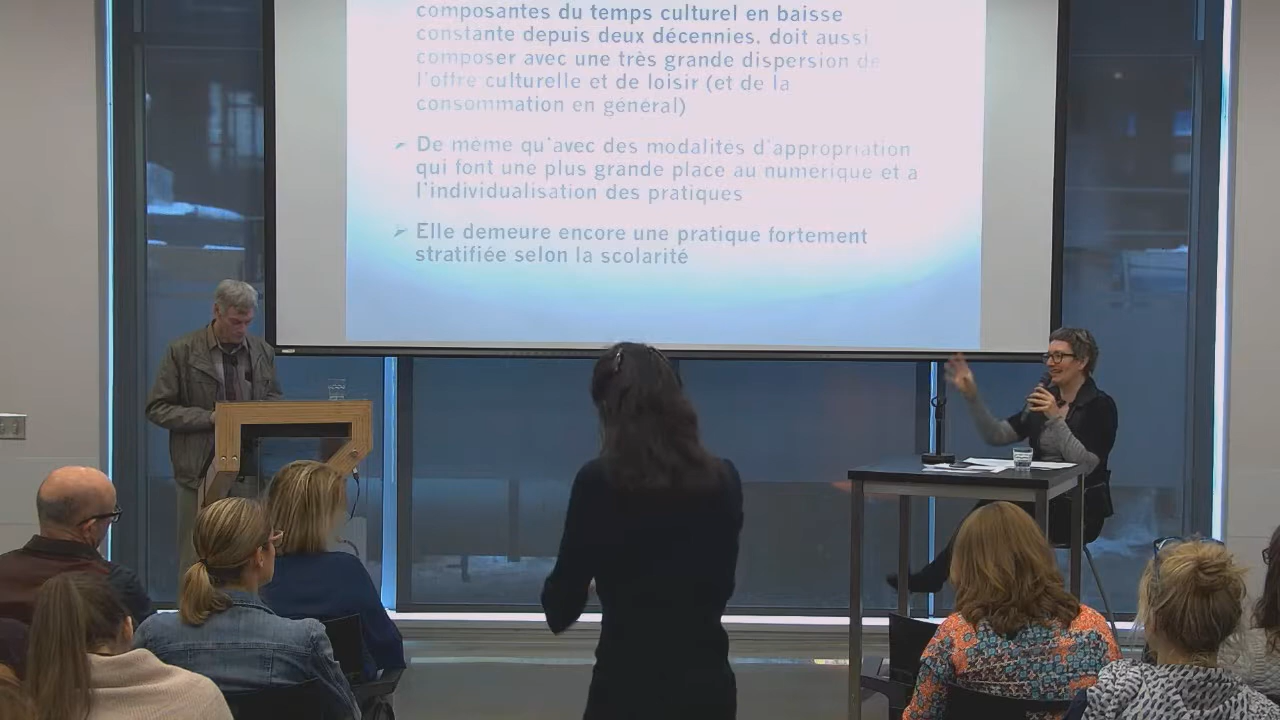 composantes du temps culturel en baisse
constante depuis deux décennies, doit aussi
composer avec une très grande dispersion de
l'offre culturelle et de loisir (et de la
consommation en général)
➢ De même qu'avec des modalités d'appropriation
qui font une plus grande place au numérique et à
l'individualisation des pratiques
➢ Elle demeure encore une pratique fortement
stratifiée selon la scolarité